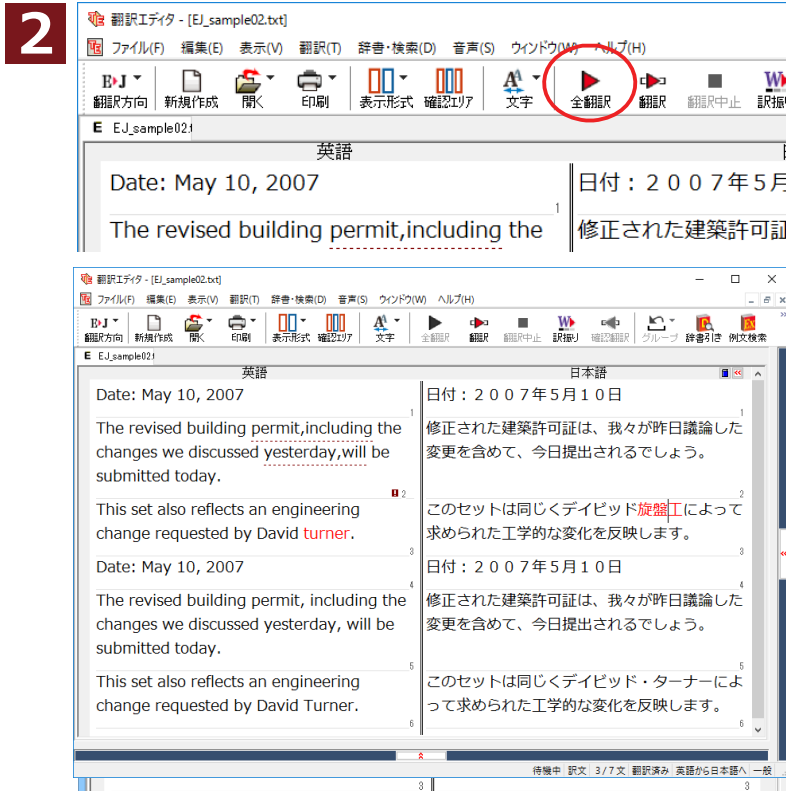 2
翻訳エディタ - [EJ_sample02.txt]
ファイル(F) 編集(E) 表示(V) 翻訳(T) 辞書・検索(D) 音声(S) ウインドウ(W) ヘルプ(H)
E›J
翻訳方向 新規作成 開く 印刷 表示形式 確認エリア 文字 全翻訳 翻訳 翻訳中止
E EJ_sample02.t
英語
Date: May 10, 2007
日付：２００７年５月
1
The revised building permit,including the
修正された建築許可証
翻訳エディタ - [EJ_sample02.txt]
ファイル(F) 編集(E) 表示(V) 翻訳(T) 辞書・検索(D) 音声(S) ウインドウ(W) ヘルプ(H)
E›J
翻訳方向 新規作成 開く 印刷 表示形式 確認エリア 文字 全翻訳 翻訳 翻訳中止 訳振り 確認翻訳 グループ 辞書引き 例文検索
E EJ_sample02.t
英語 日本語
Date: May 10, 2007
1
The revised building permit,including the
changes we discussed yesterday,will be
submitted today.
2
This set also reflects an engineering
change requested by David turner.
3
Date: May 10, 2007
4
The revised building permit, including the
changes we discussed yesterday, will be
submitted today.
5
This set also reflects an engineering
change requested by David Turner.
6
日付：２００７年５月１０日
1
修正された建築許可証は、我々が昨日議論した
変更を含めて、今日提出されるでしょう。
2
このセットは同じくデイビッド旋盤工によって
求められた工学的な変化を反映します。
3
日付：２００７年５月１０日
4
修正された建築許可証は、我々が昨日議論した
変更を含めて、今日提出されるでしょう。
5
このセットは同じくデイビッド・ターナーによ
って求められた工学的な変化を反映します。
6
待機中 訳文 3/7文 翻訳済み 英語から日本語へ 一般
3 3